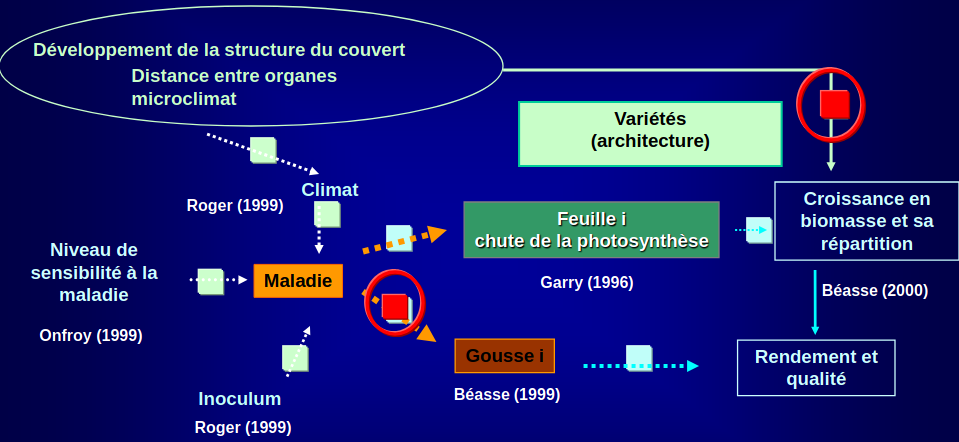 Développement de la structure du couvert
Distance entre organes
microclimat
Variétés
(architecture)
Climat
Roger (1999)
Croissance en
biomasse et sa
répartition
Feuille i
chute de la photosynthèse
Niveau de
sensibilité à la
maladie
Maladie
Garry (1996)
Béasse (2000)
Onfroy (1999)
Gousse i
Rendement et
qualité
Béasse (1999)
Inoculum
Roger (1999)